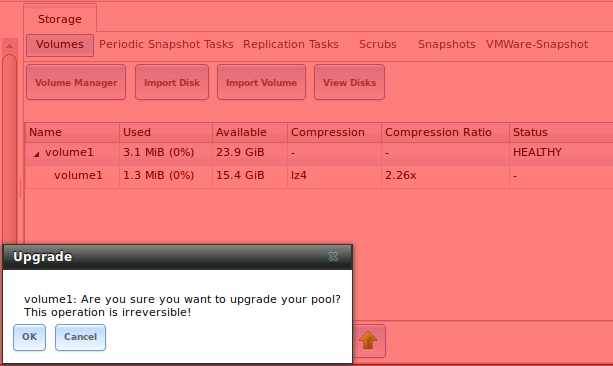 Storage
Volumes Periodic Snapshot Tasks Replication Tasks Scrubs Snapshots VMWare-Snapshot
Volume Manager Import Disk Import Volume View Disks
Name Used Available Compression Compression Ratio Status
volume1 3.1 MiB (0%) 23.9 GiB - - HEALTHY
volume1 1.3 MiB (0%) 15.4 GiB lz4 2.26x -
Upgrade
volume1: Are you sure you want to upgrade your pool?
This operation is irreversible!
OK Cancel